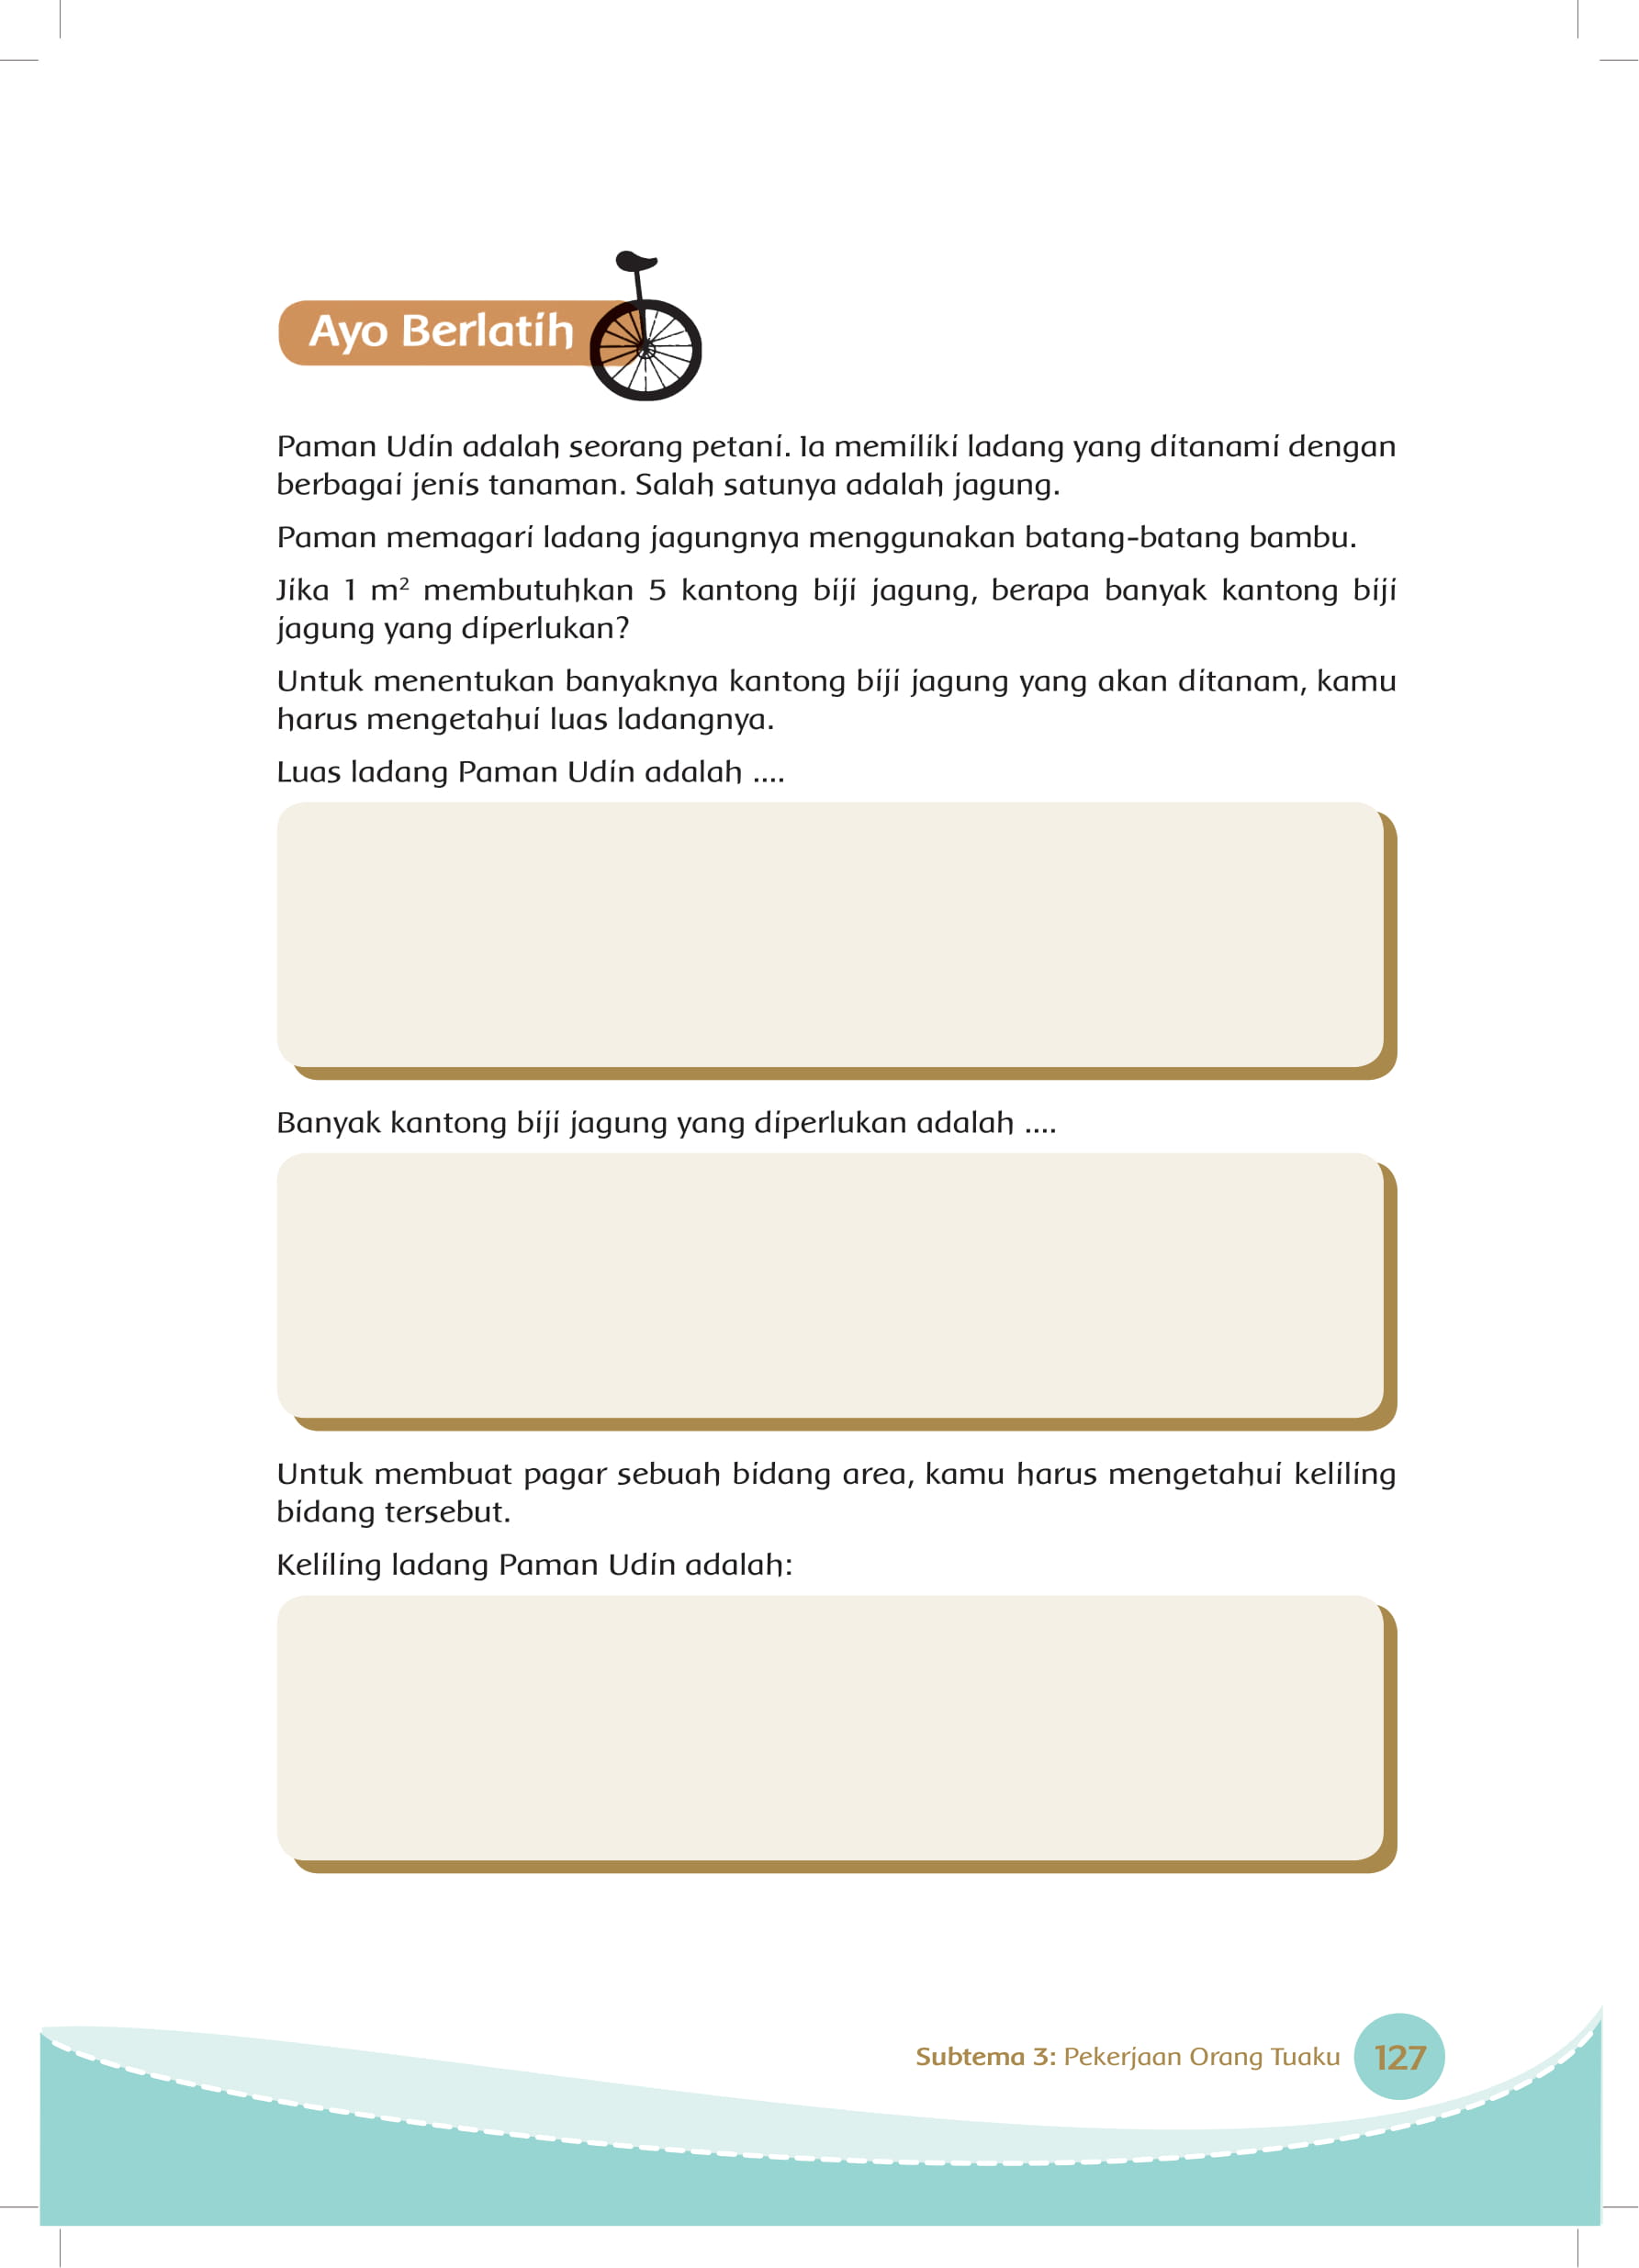 Ayo Berlatih
Paman Udin adalah seorang petani. Ia memiliki ladang yang ditanami dengan
berbagai jenis tanaman. Salah satunya adalah jagung.
Paman memagari ladang jagungnya menggunakan batang-batang bambu.
Jika 1 m² membutuhkan 5 kantong biji jagung, berapa banyak kantong biji
jagung yang diperlukan?
Untuk menentukan banyaknya kantong biji jagung yang akan ditanam, kamu
harus mengetahui luas ladangnya.
Luas ladang Paman Udin adalah ....
Banyak kantong biji jagung yang diperlukan adalah ....
Untuk membuat pagar sebuah bidang area, kamu harus mengetahui keliling
bidang tersebut.
Keliling ladang Paman Udin adalah:
Subtema 3: Pekerjaan Orang Tuaku 127